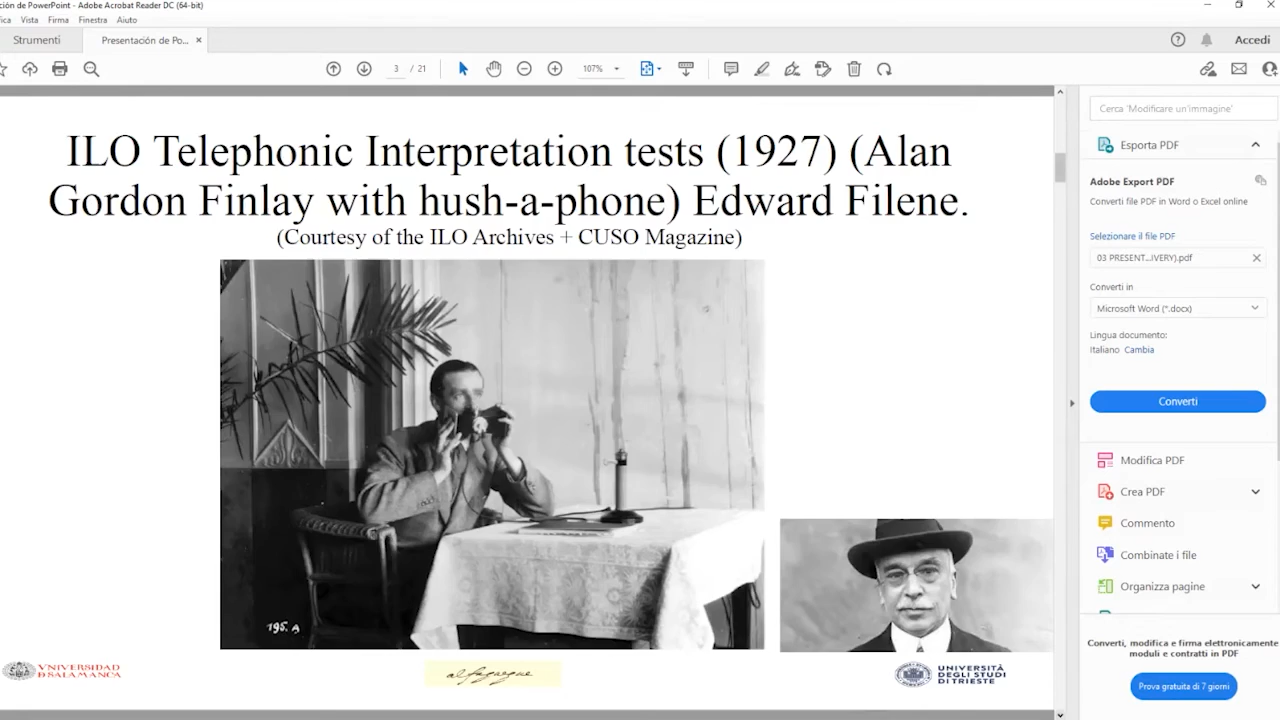 ción de PowerPoint - Adobe Acrobat Reader DC (64-bit)
ica Vista Firma Finestra Aiuto
Strumenti Presentación de Po... ×
3 / 21 107%
Accedi
ILO Telephonic Interpretation tests (1927) (Alan
Gordon Finlay with hush-a-phone) Edward Filene.
(Courtesy of the ILO Archives + CUSO Magazine)
195. A
VNIVERSIDAD
D SALAMANCA
alfaqueque
UNIVERSITÀ
DEGLI STUDI
DI TRIESTE
Cerca 'Modificare un'immagine'
Esporta PDF
Adobe Export PDF
Converti file PDF in Word o Excel online
Selezionare il file PDF
03 PRESENT...IVERY).pdf
Converti in
Microsoft Word (*.docx)
Lingua documento:
Italiano Cambia
Converti
Modifica PDF
Crea PDF
Commento
Combinate i file
Organizza pagine
Converti, modifica e firma elettronicamente
moduli e contratti in PDF
Prova gratuita di 7 giorni